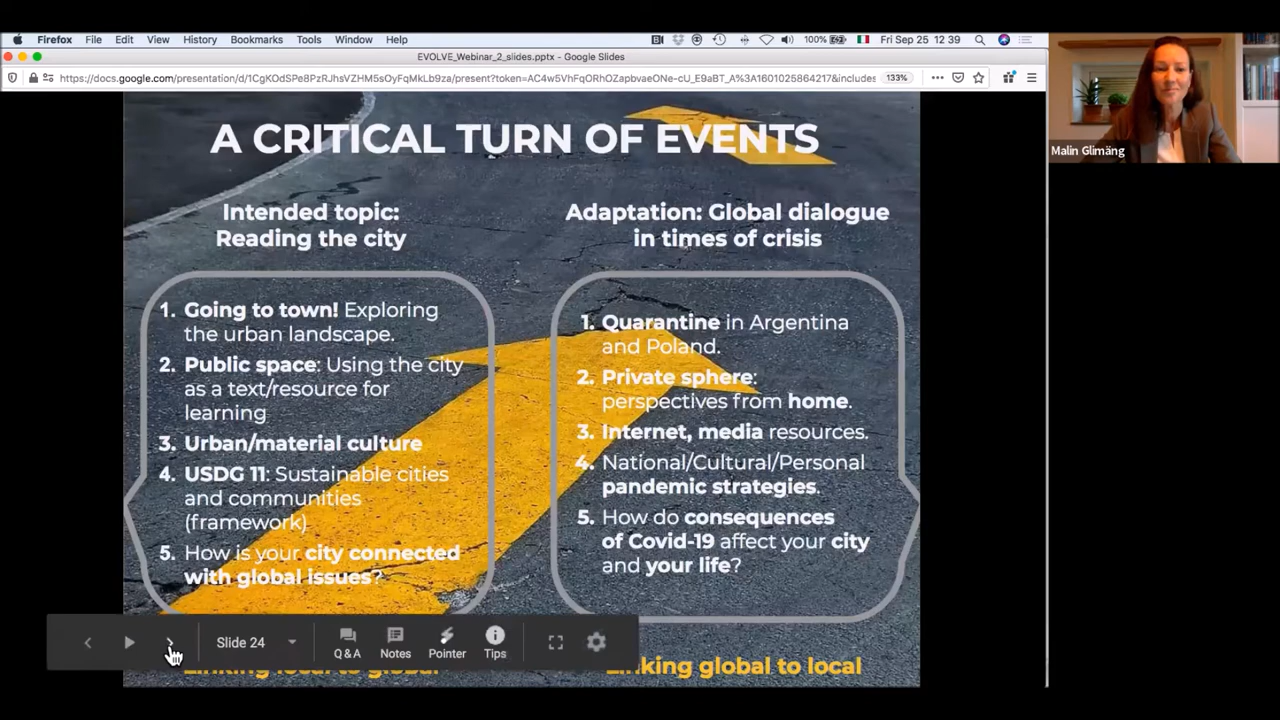 Firefox File Edit View History Bookmarks Tools Window Help 100% Fri Sep 25 12 39
EVOLVE_Webinar_2_slides.pptx - Google Slides
https://docs.google.com/presentation/d/1CgKOdSPe8PzRJhsVZHM5sOyFqMkLb9za/present?token=AC4w5VhFqORhOZapbvaeONe-cU_E9aBT_A%3A1601025864217&includes 133%
Malin Glimäng
A CRITICAL TURN OF EVENTS
Intended topic:
Reading the city
1. Going to town! Exploring
the urban landscape.
2. Public space: Using the city
as a text/resource for
learning
3. Urban/material culture
4. USDG 11: Sustainable cities
and communities
(framework)
5. How is your city connected
with global issues?
Linking local to global
Adaptation: Global dialogue
in times of crisis
1. Quarantine in Argentina
and Poland.
2. Private sphere:
perspectives from home.
3. Internet, media resources.
4. National/Cultural/Personal
pandemic strategies.
5. How do consequences
of Covid-19 affect your city
and your life?
Linking global to local
Slide 24
Q & A Notes Pointer Tips